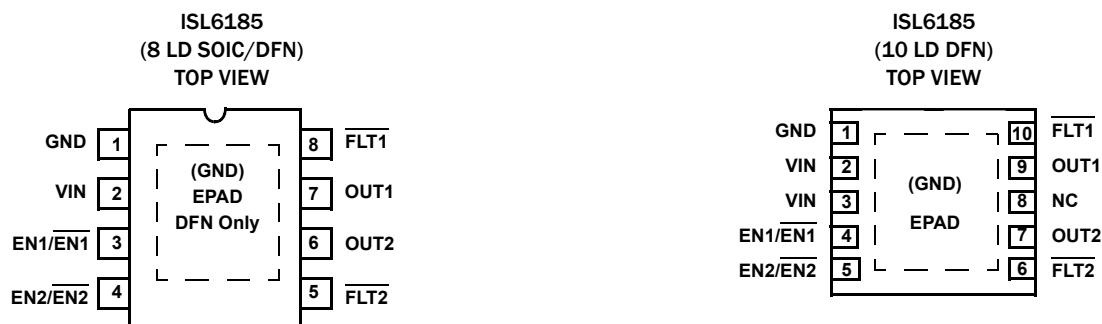 ISL6185
(8 LD SOIC/DFN)
TOP VIEW
GND 1
8 FLT1
VIN 2
7 OUT1
EN1/EN1 3
6 OUT2
EN2/EN2 4
5 FLT2
(GND)
EPAD
DFN Only
ISL6185
(10 LD DFN)
TOP VIEW
GND 1
10 FLT1
VIN 2
9 OUT1
VIN 3
8 NC
EN1/EN1 4
7 OUT2
EN2/EN2 5
6 FLT2
(GND)
EPAD